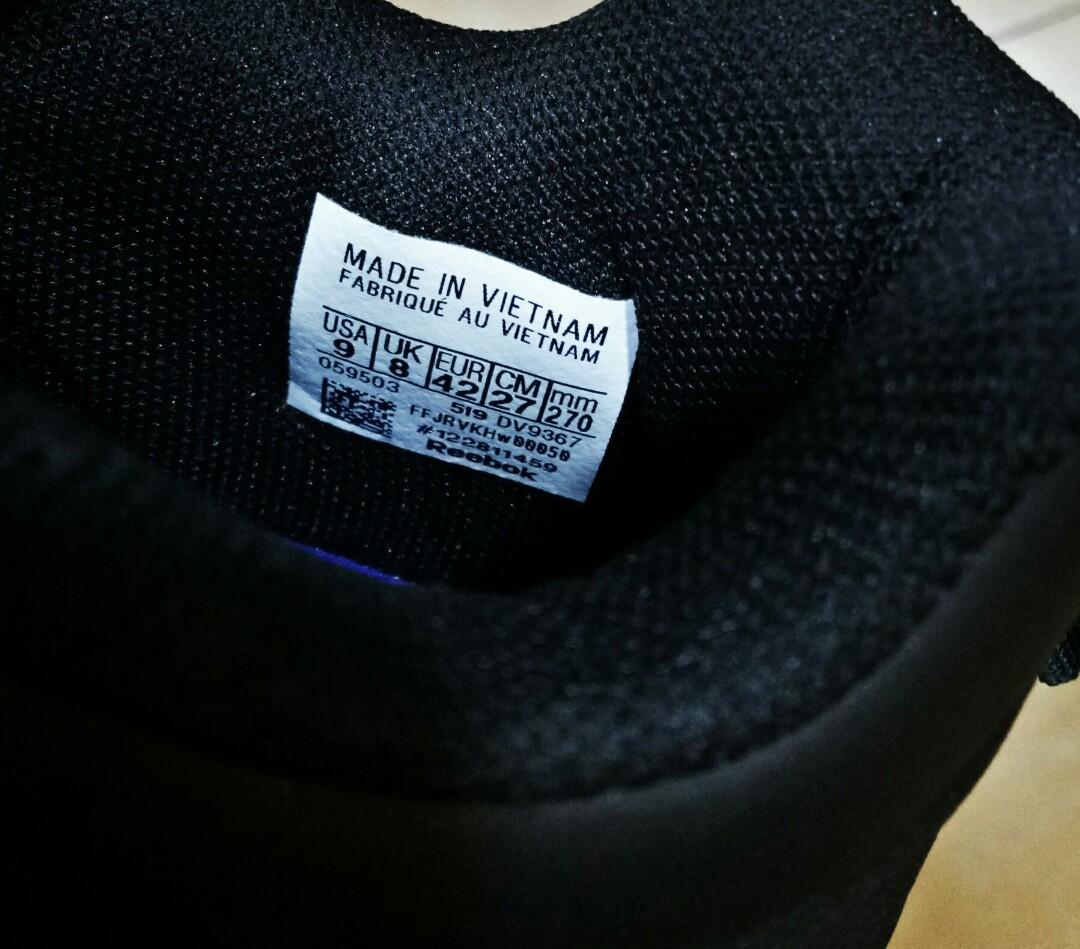 MADE IN VIETNAM
FABRIQUÉ AU VIETNAM
USA UK EUR CM mm
9 8 42 27 270
059503 519 DV9367
FFJRVKHw00050
#122811459
Reebok